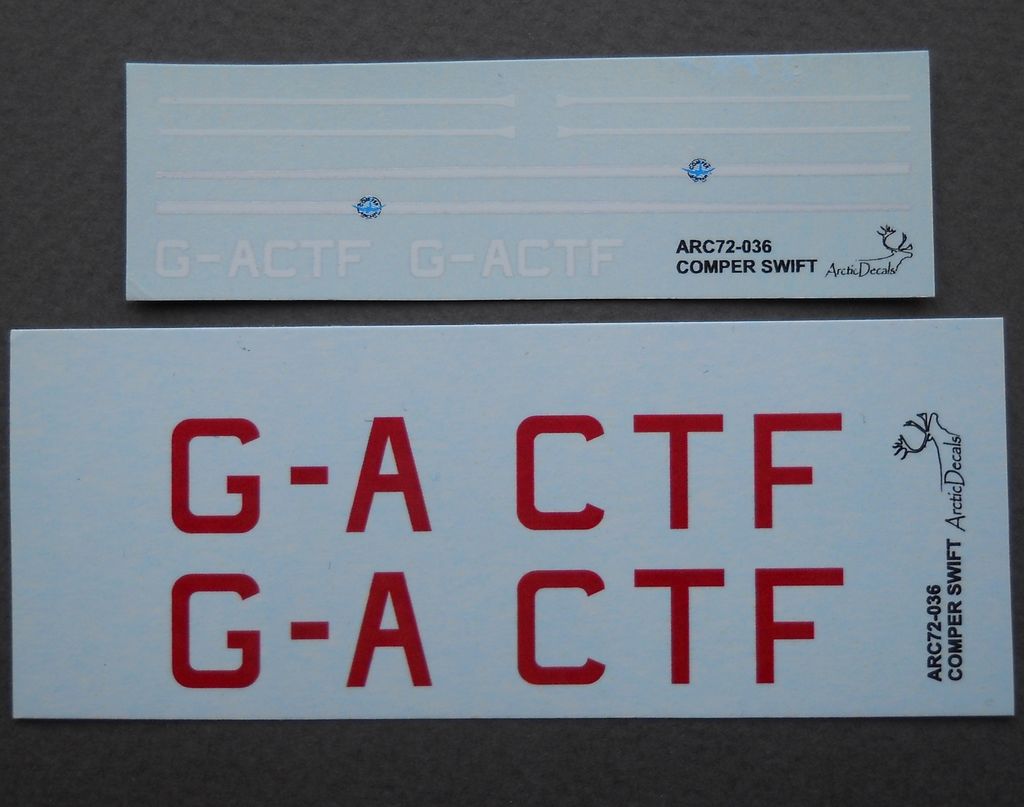 G-ACTF G-ACTF
ARC72-036
COMPER SWIFT ArcticDecals
G-A CTF
G-A CTF
ARC72-036
COMPER SWIFT ArcticDecals